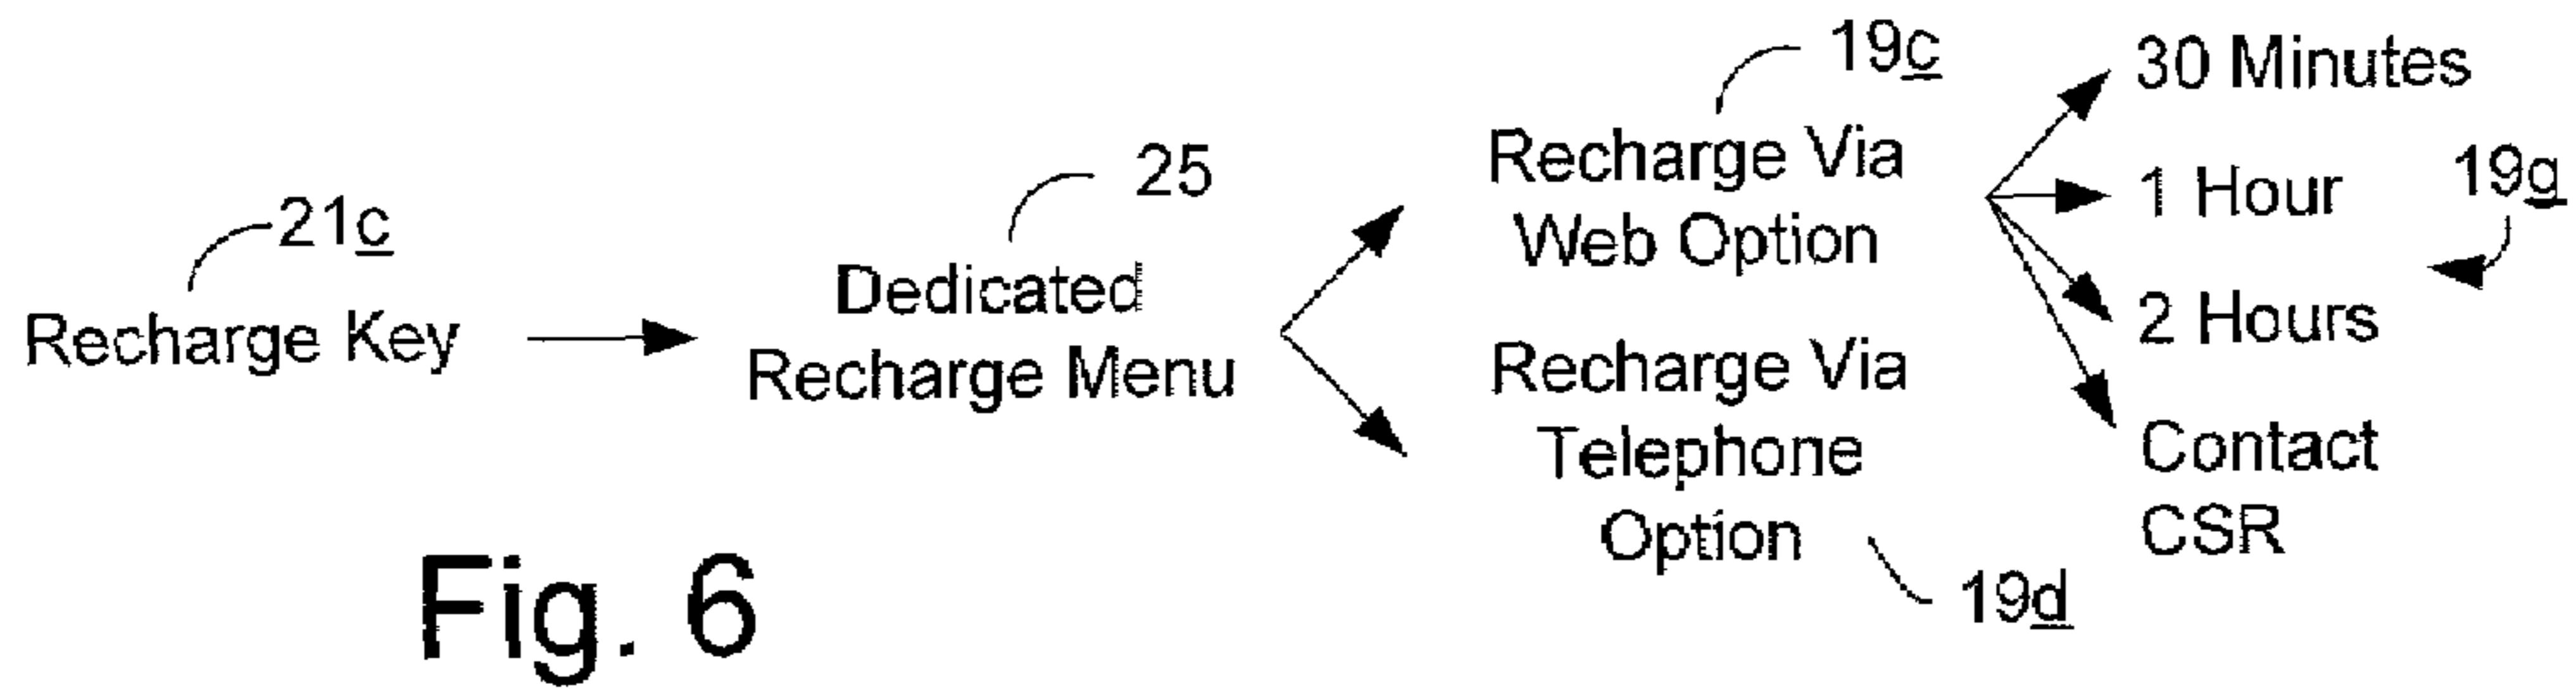 21c
Recharge Key
25
Dedicated
Recharge Menu
19c
Recharge Via
Web Option
Recharge Via
Telephone
Option
19d
30 Minutes
1 Hour
2 Hours
Contact
CSR
19g
Fig. 6